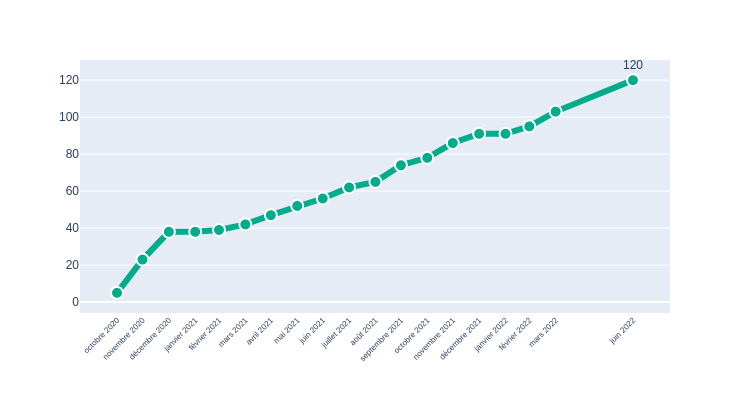 120
120
100
80
60
40
20
0
octobre 2020
novembre 2020
décembre 2020
janvier 2021
février 2021
mars 2021
avril 2021
mai 2021
juin 2021
juillet 2021
août 2021
septembre 2021
octobre 2021
novembre 2021
décembre 2021
janvier 2022
février 2022
mars 2022
juin 2022